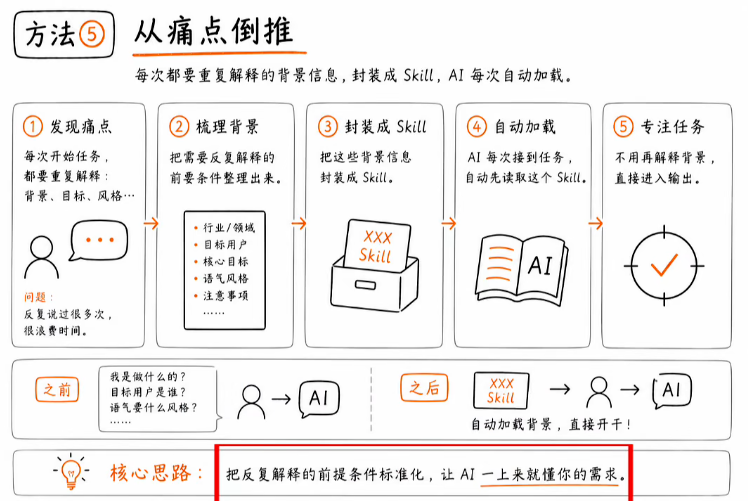 方法⑤ 从痛点倒推
每次都要重复解释的背景信息,封装成 Skill,AI 每次自动加载。
① 发现痛点
每次开始任务,
都要重复解释:
背景、目标、风格…
问题:
反复说过很多次,
很浪费时间。
② 梳理背景
把需要反复解释的
前要条件整理出来。
• 行业/领域
• 目标用户
• 核心目标
• 语气风格
• 注意事项
……
③ 封装成 Skill
把这些背景信息
封装成 Skill。
XXX
Skill
④ 自动加载
AI 每次接到任务,
自动先读取这个 Skill。
AI
⑤ 专注任务
不用再解释背景,
直接进入输出。
之前
我是做什么的?
目标用户是谁?
语气要什么风格?
……
AI
之后
XXX
Skill
AI
自动加载背景,直接开干!
核心思路: 把反复解释的前提条件标准化,让 AI 一上来就懂你的需求。